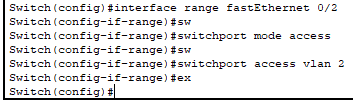 Switch(config)#interface range fastEthernet 0/2
Switch(config-if-range)#sw
Switch(config-if-range)#switchport mode access
Switch(config-if-range)#sw
Switch(config-if-range)#switchport access vlan 2
Switch(config-if-range)#ex
Switch(config)#